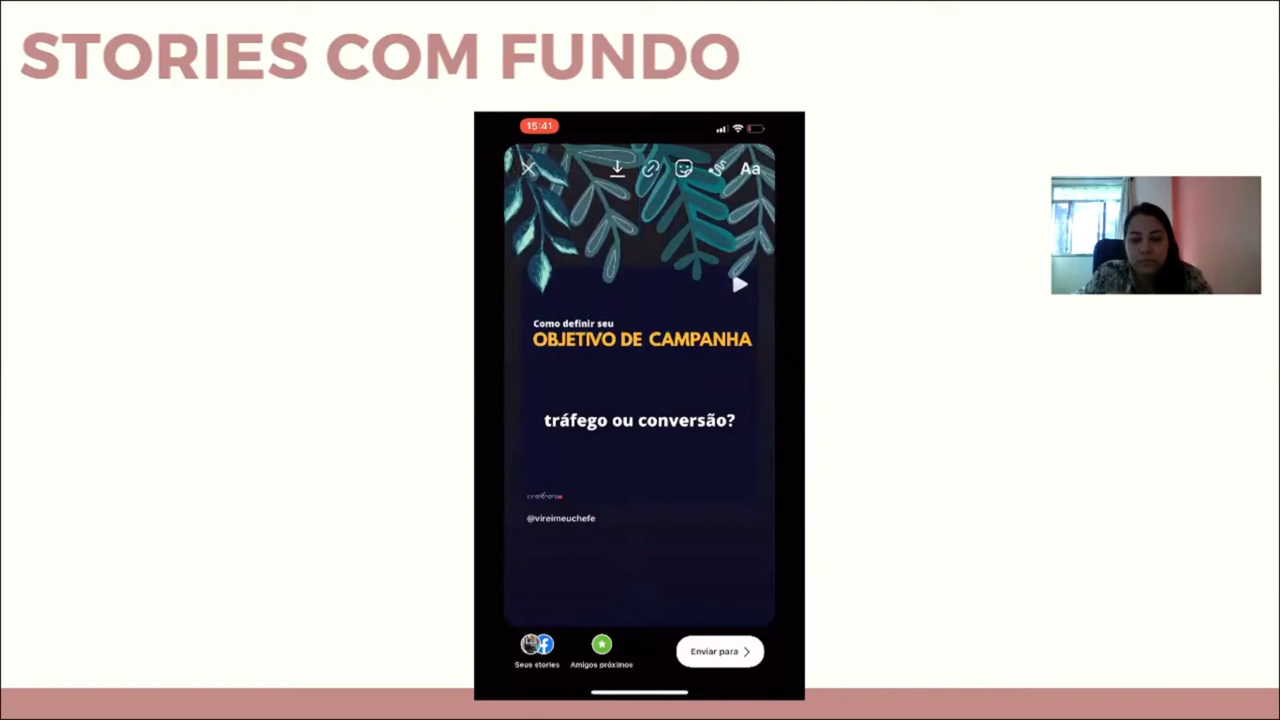 STORIES COM FUNDO
15:41
Aa
Como definir seu
OBJETIVO DE CAMPANHA
tráfego ou conversão?
@vireimeuchefe
Seus stories
Amigos próximos
Enviar para